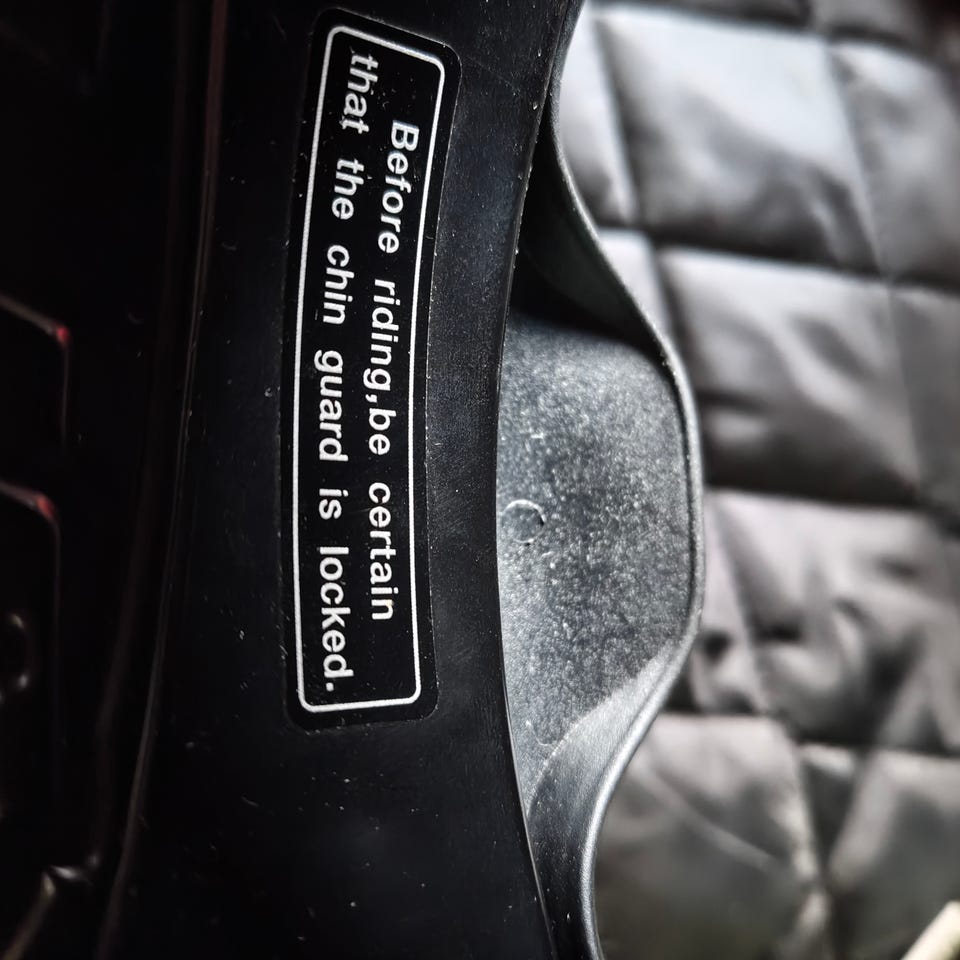 Before riding,be certain
that the chin guard is locked.